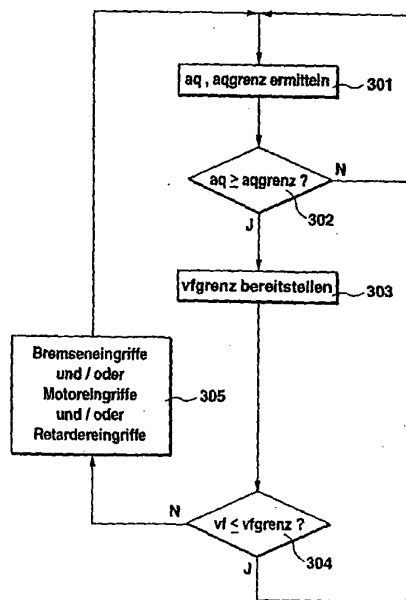 aq , aqgrenz ermitteln
301
aq ≥ aqgrenz ?
N
302
J
vfgrenz bereitstellen
303
Bremseneingriffe
und / oder
Motoreingriffe
und / oder
Retardereingriffe
305
N
vf ≤ vfgrenz ?
304
J